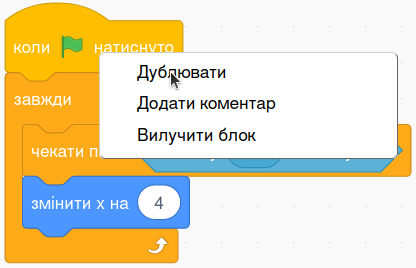 коли натиснуто
Дублювати
завжди
Додати коментар
Вилучити блок
чекати
змінити x на 4